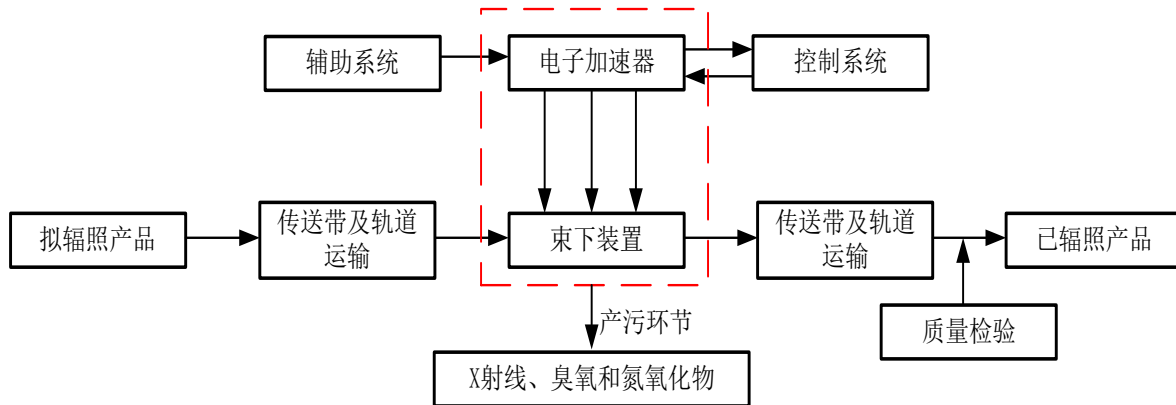 辅助系统
电子加速器
控制系统
拟辐照产品
传送带及轨道
运输
束下装置
传送带及轨道
运输
已辐照产品
产污环节
质量检验
X射线、臭氧和氮氧化物